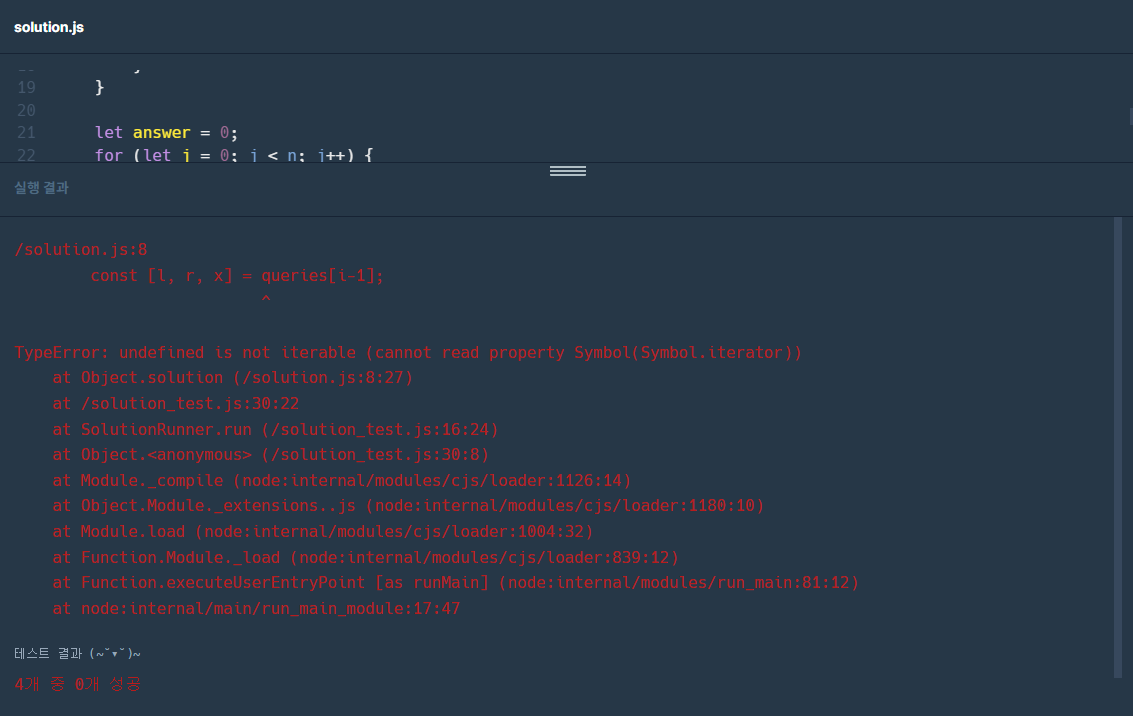 solution.js
19 }
20
21 let answer = 0;
22 for (let j = 0; j < n; j++) {
실행 결과
/solution.js:8
const [l, r, x] = queries[i-1];
^
TypeError: undefined is not iterable (cannot read property Symbol(Symbol.iterator))
at Object.solution (/solution.js:8:27)
at /solution_test.js:30:22
at SolutionRunner.run (/solution_test.js:16:24)
at Object.<anonymous> (/solution_test.js:30:8)
at Module._compile (node:internal/modules/cjs/loader:1126:14)
at Object.Module._extensions..js (node:internal/modules/cjs/loader:1180:10)
at Module.load (node:internal/modules/cjs/loader:1004:32)
at Function.Module._load (node:internal/modules/cjs/loader:839:12)
at Function.executeUserEntryPoint [as runMain] (node:internal/modules/run_main:81:12)
at node:internal/main/run_main_module:17:47
테스트 결과 (~˘▾˘)~
4개 중 0개 성공